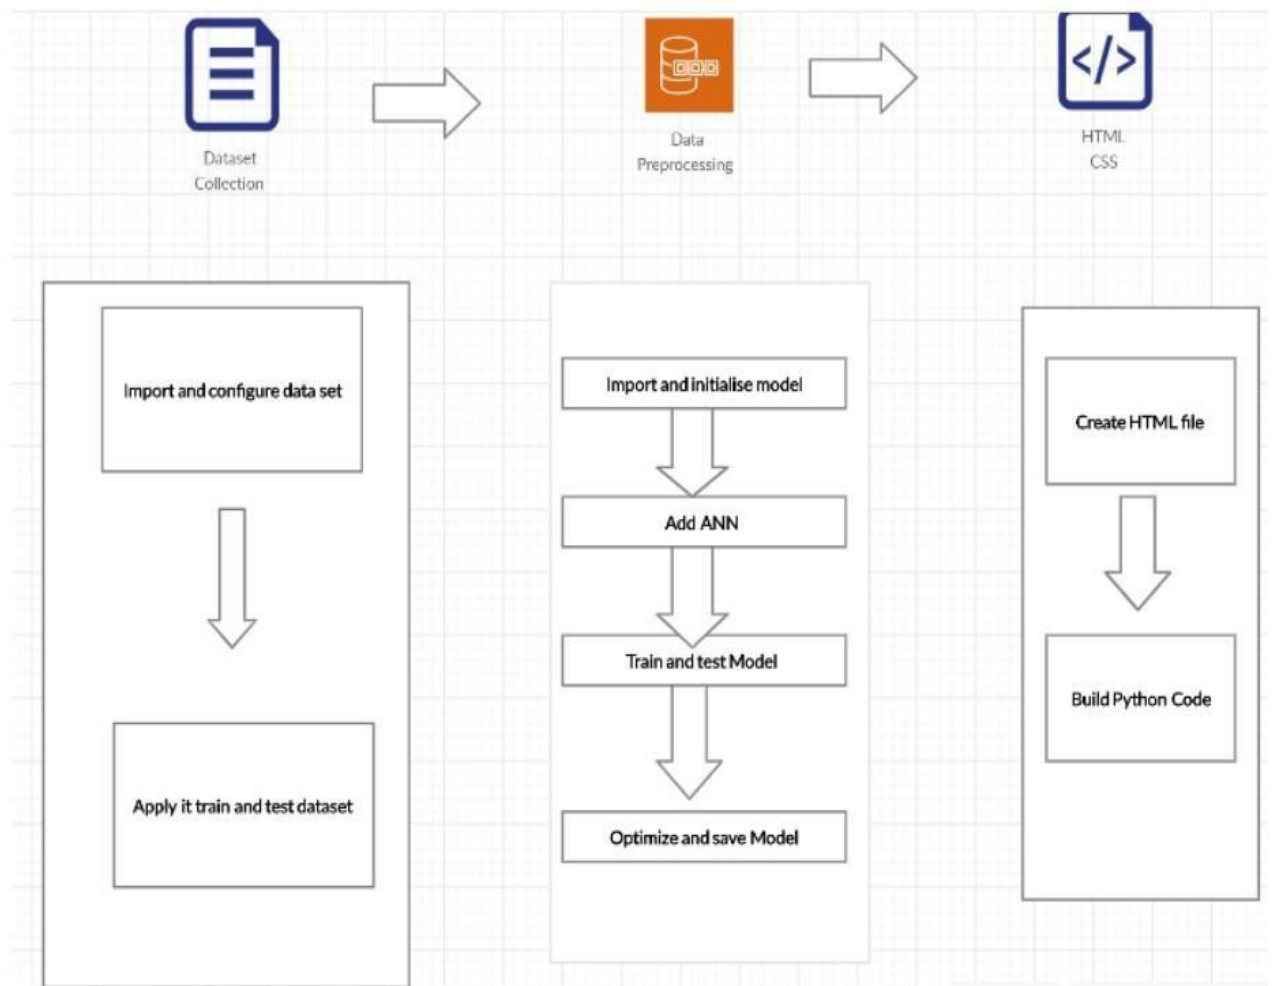 Dataset
Collection
Data
Preprocessing
</>
HTML
CSS
Import and configure data set
Apply it train and test dataset
Import and initialise model
Add ANN
Train and test Model
Optimize and save Model
Create HTML file
Build Python Code